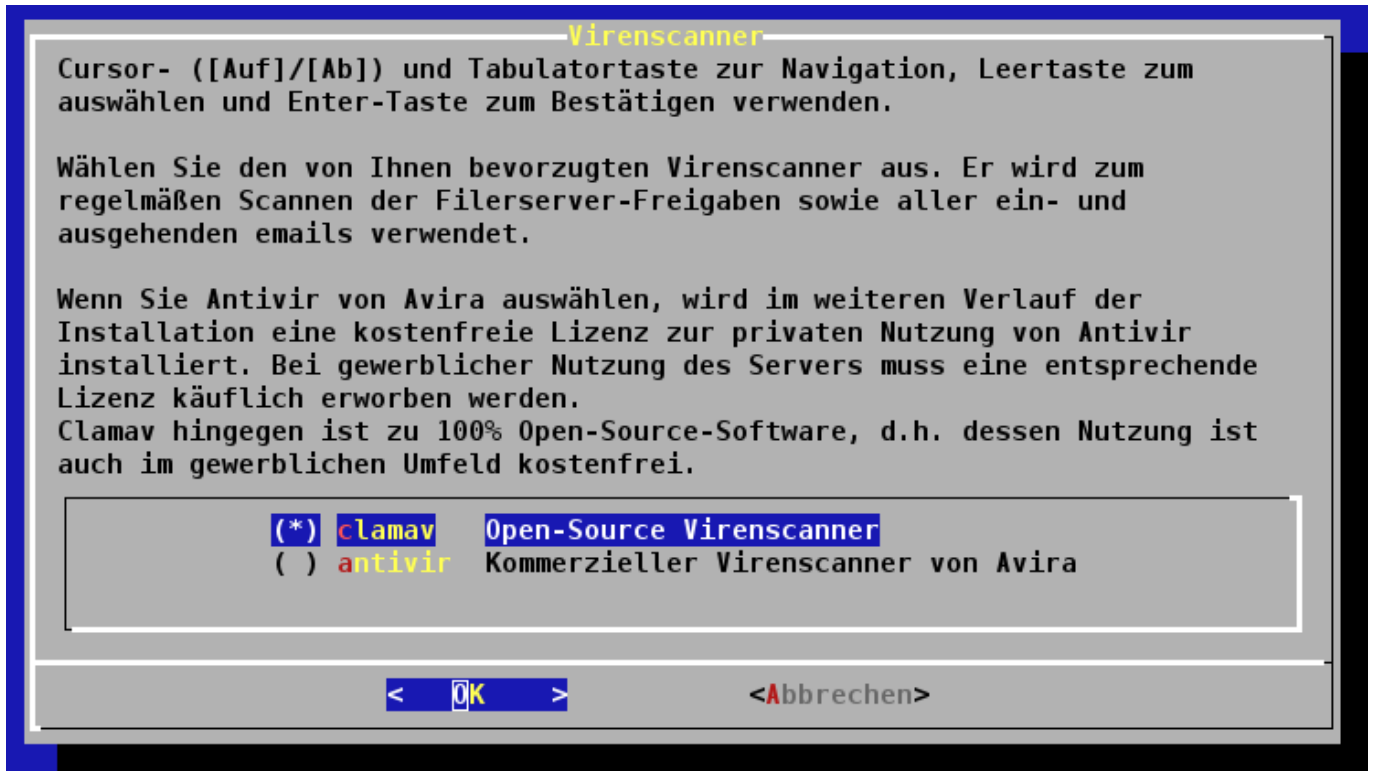 Virenscanner
Cursor- ([Auf]/[Ab]) und Tabulatortaste zur Navigation, Leertaste zum
auswählen und Enter-Taste zum Bestätigen verwenden.
Wählen Sie den von Ihnen bevorzugten Virenscanner aus. Er wird zum
regelmäßen Scannen der Filerserver-Freigaben sowie aller ein- und
ausgehenden emails verwendet.
Wenn Sie Antivir von Avira auswählen, wird im weiteren Verlauf der
Installation eine kostenfreie Lizenz zur privaten Nutzung von Antivir
installiert. Bei gewerblicher Nutzung des Servers muss eine entsprechende
Lizenz käuflich erworben werden.
Clamav hingegen ist zu 100% Open-Source-Software, d.h. dessen Nutzung ist
auch im gewerblichen Umfeld kostenfrei.
(*) clamav Open-Source Virenscanner
( ) antivir Kommerzieller Virenscanner von Avira
< OK > <Abbrechen>